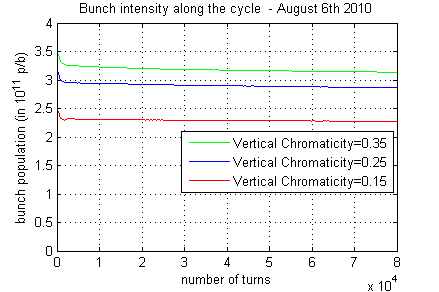 Bunch intensity along the cycle - August 6th 2010
bunch population (in 10^11 p/b)
4
3.5
3
2.5
2
1.5
1
0.5
0
Vertical Chromaticity=0.35
Vertical Chromaticity=0.25
Vertical Chromaticity=0.15
0 1 2 3 4 5 6 7 8
number of turns
x 10^4